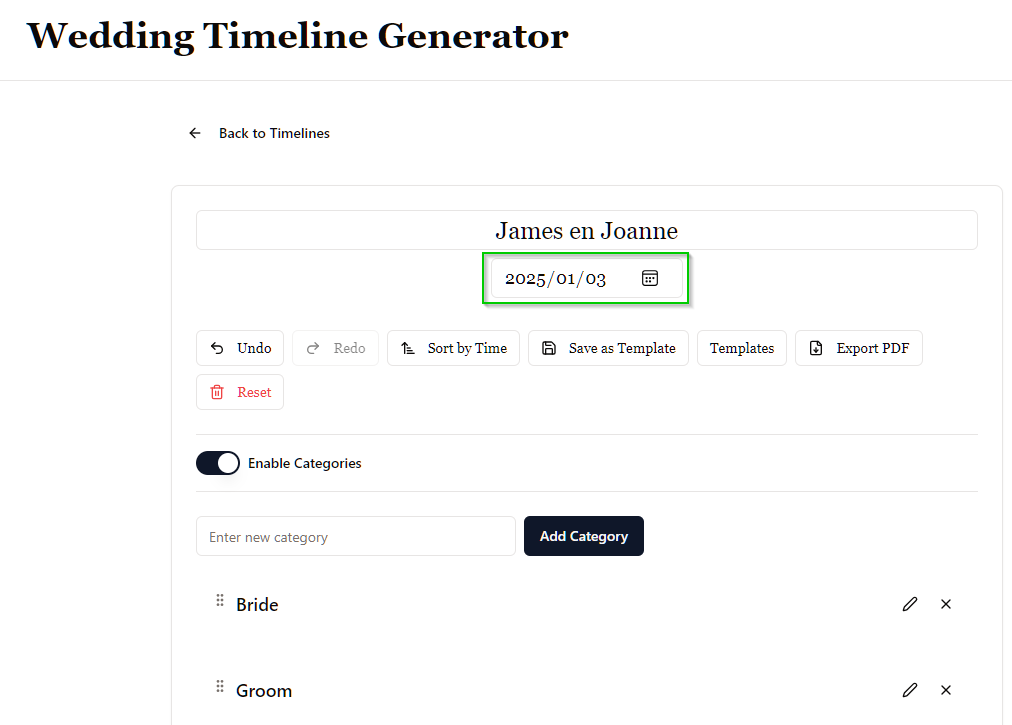 Wedding Timeline Generator
Back to Timelines
James en Joanne
2025/01/03
Undo Redo Sort by Time Save as Template Templates Export PDF
Reset
Enable Categories
Enter new category Add Category
Bride
Groom